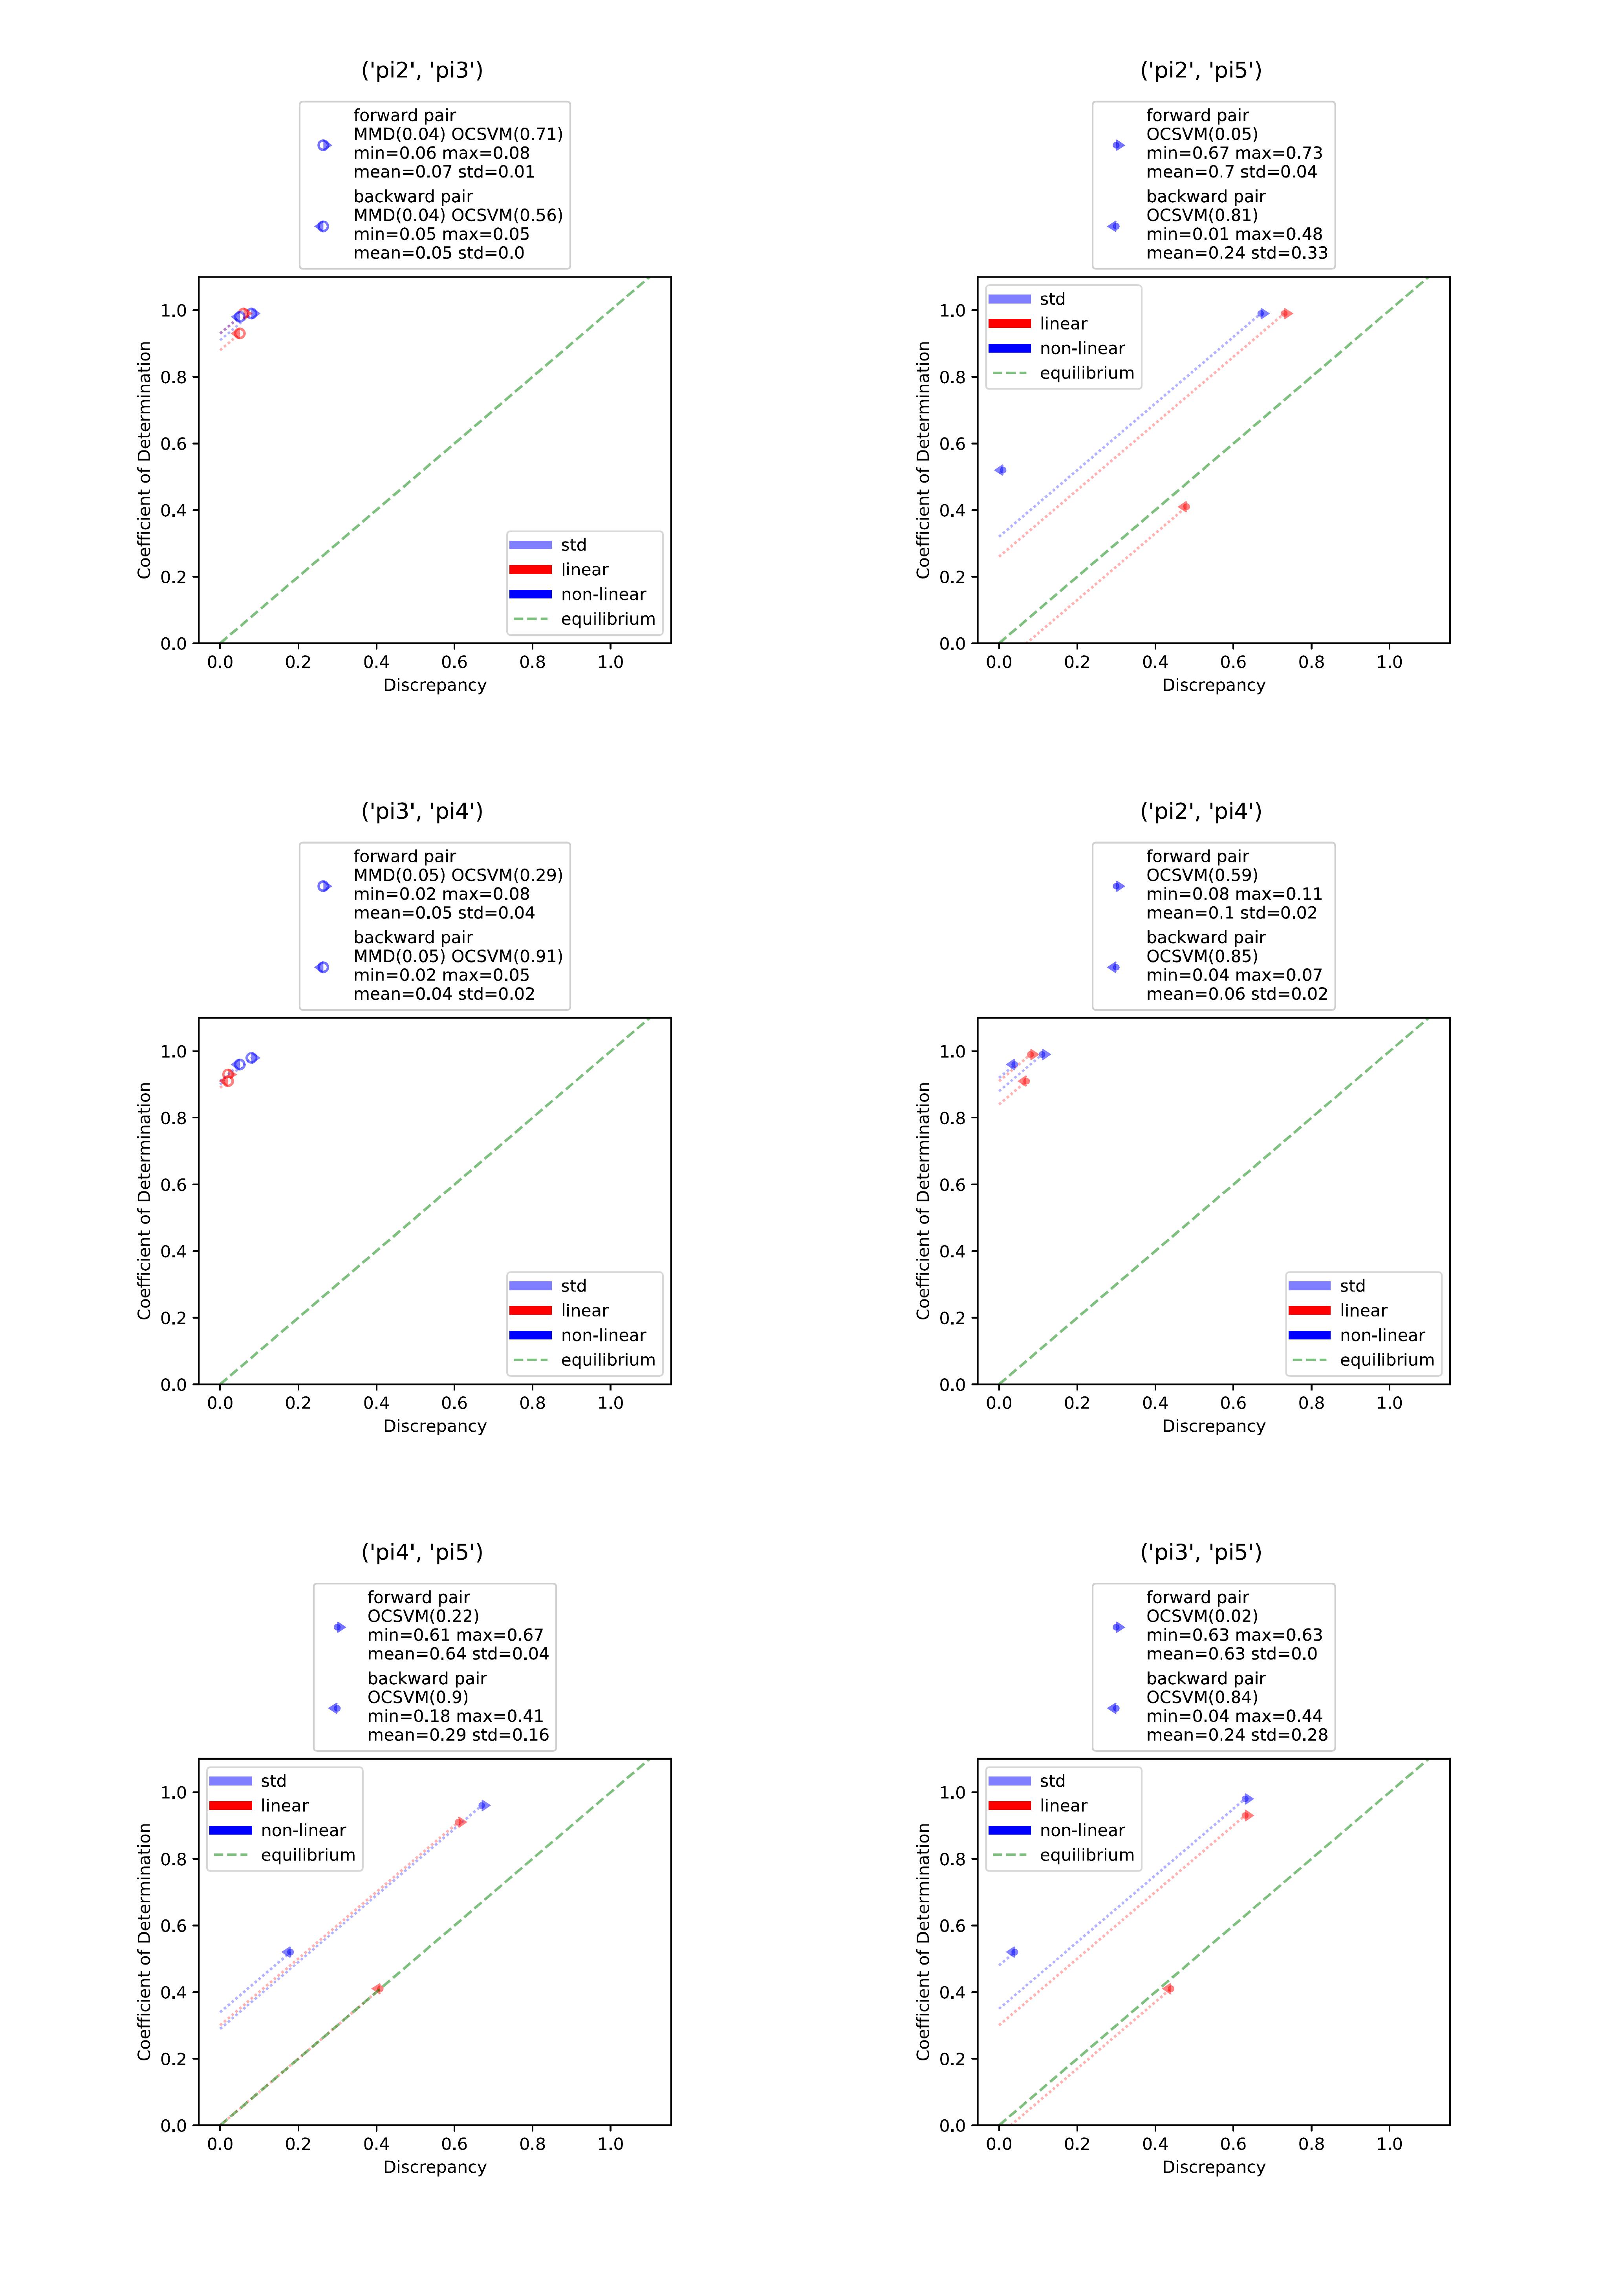 ('pi2', 'pi3')
forward pair
MMD(0.04) OCSVM(0.71)
min=0.06 max=0.08
mean=0.07 std=0.01
backward pair
MMD(0.04) OCSVM(0.56)
min=0.05 max=0.05
mean=0.05 std=0.0
1.0
0.8
0.6
0.4
0.2
0.0
Coefficient of Determination
std
linear
non-linear
equilibrium
0.0 0.2 0.4 0.6 0.8 1.0
Discrepancy
('pi2', 'pi5')
forward pair
OCSVM(0.05)
min=0.67 max=0.73
mean=0.7 std=0.04
backward pair
OCSVM(0.81)
min=0.01 max=0.48
mean=0.24 std=0.33
std
linear
non-linear
equilibrium
1.0
0.8
0.6
0.4
0.2
0.0
Coefficient of Determination
0.0 0.2 0.4 0.6 0.8 1.0
Discrepancy
('pi3', 'pi4')
forward pair
MMD(0.05) OCSVM(0.29)
min=0.02 max=0.08
mean=0.05 std=0.04
backward pair
MMD(0.05) OCSVM(0.91)
min=0.02 max=0.05
mean=0.04 std=0.02
1.0
0.8
0.6
0.4
0.2
0.0
Coefficient of Determination
std
linear
non-linear
equilibrium
0.0 0.2 0.4 0.6 0.8 1.0
Discrepancy
('pi2', 'pi4')
forward pair
OCSVM(0.59)
min=0.08 max=0.11
mean=0.1 std=0.02
backward pair
OCSVM(0.85)
min=0.04 max=0.07
mean=0.06 std=0.02
1.0
0.8
0.6
0.4
0.2
0.0
Coefficient of Determination
std
linear
non-linear
equilibrium
0.0 0.2 0.4 0.6 0.8 1.0
Discrepancy
('pi4', 'pi5')
forward pair
OCSVM(0.22)
min=0.61 max=0.67
mean=0.64 std=0.04
backward pair
OCSVM(0.9)
min=0.18 max=0.41
mean=0.29 std=0.16
std
linear
non-linear
equilibrium
1.0
0.8
0.6
0.4
0.2
0.0
Coefficient of Determination
0.0 0.2 0.4 0.6 0.8 1.0
Discrepancy
('pi3', 'pi5')
forward pair
OCSVM(0.02)
min=0.63 max=0.63
mean=0.63 std=0.0
backward pair
OCSVM(0.84)
min=0.04 max=0.44
mean=0.24 std=0.28
std
linear
non-linear
equilibrium
1.0
0.8
0.6
0.4
0.2
0.0
Coefficient of Determination
0.0 0.2 0.4 0.6 0.8 1.0
Discrepancy